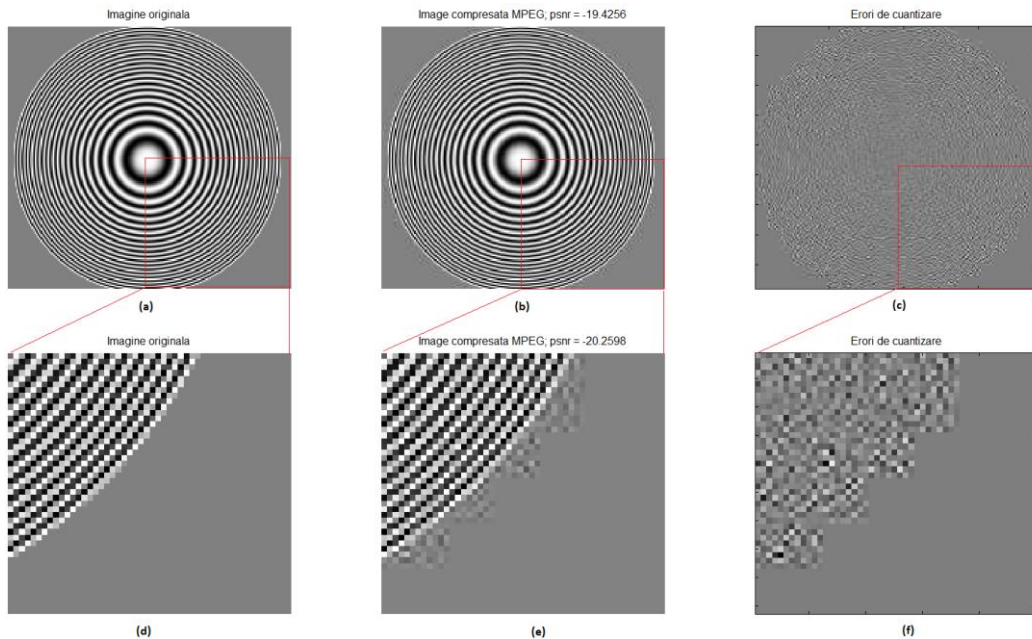 Imagine originala
Image compresata MPEG; psnr = -19.4256
Erori de cuantizare
(a)
(b)
(c)
Imagine originala
Image compresata MPEG; psnr = -20.2598
Erori de cuantizare
(d)
(e)
(f)